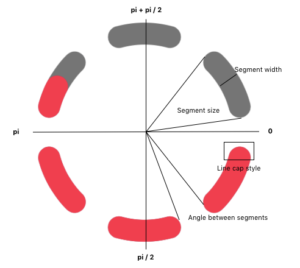 pi + pi / 2
Segment width
Segment size
pi
0
Line cap style
Angle between segments
pi / 2